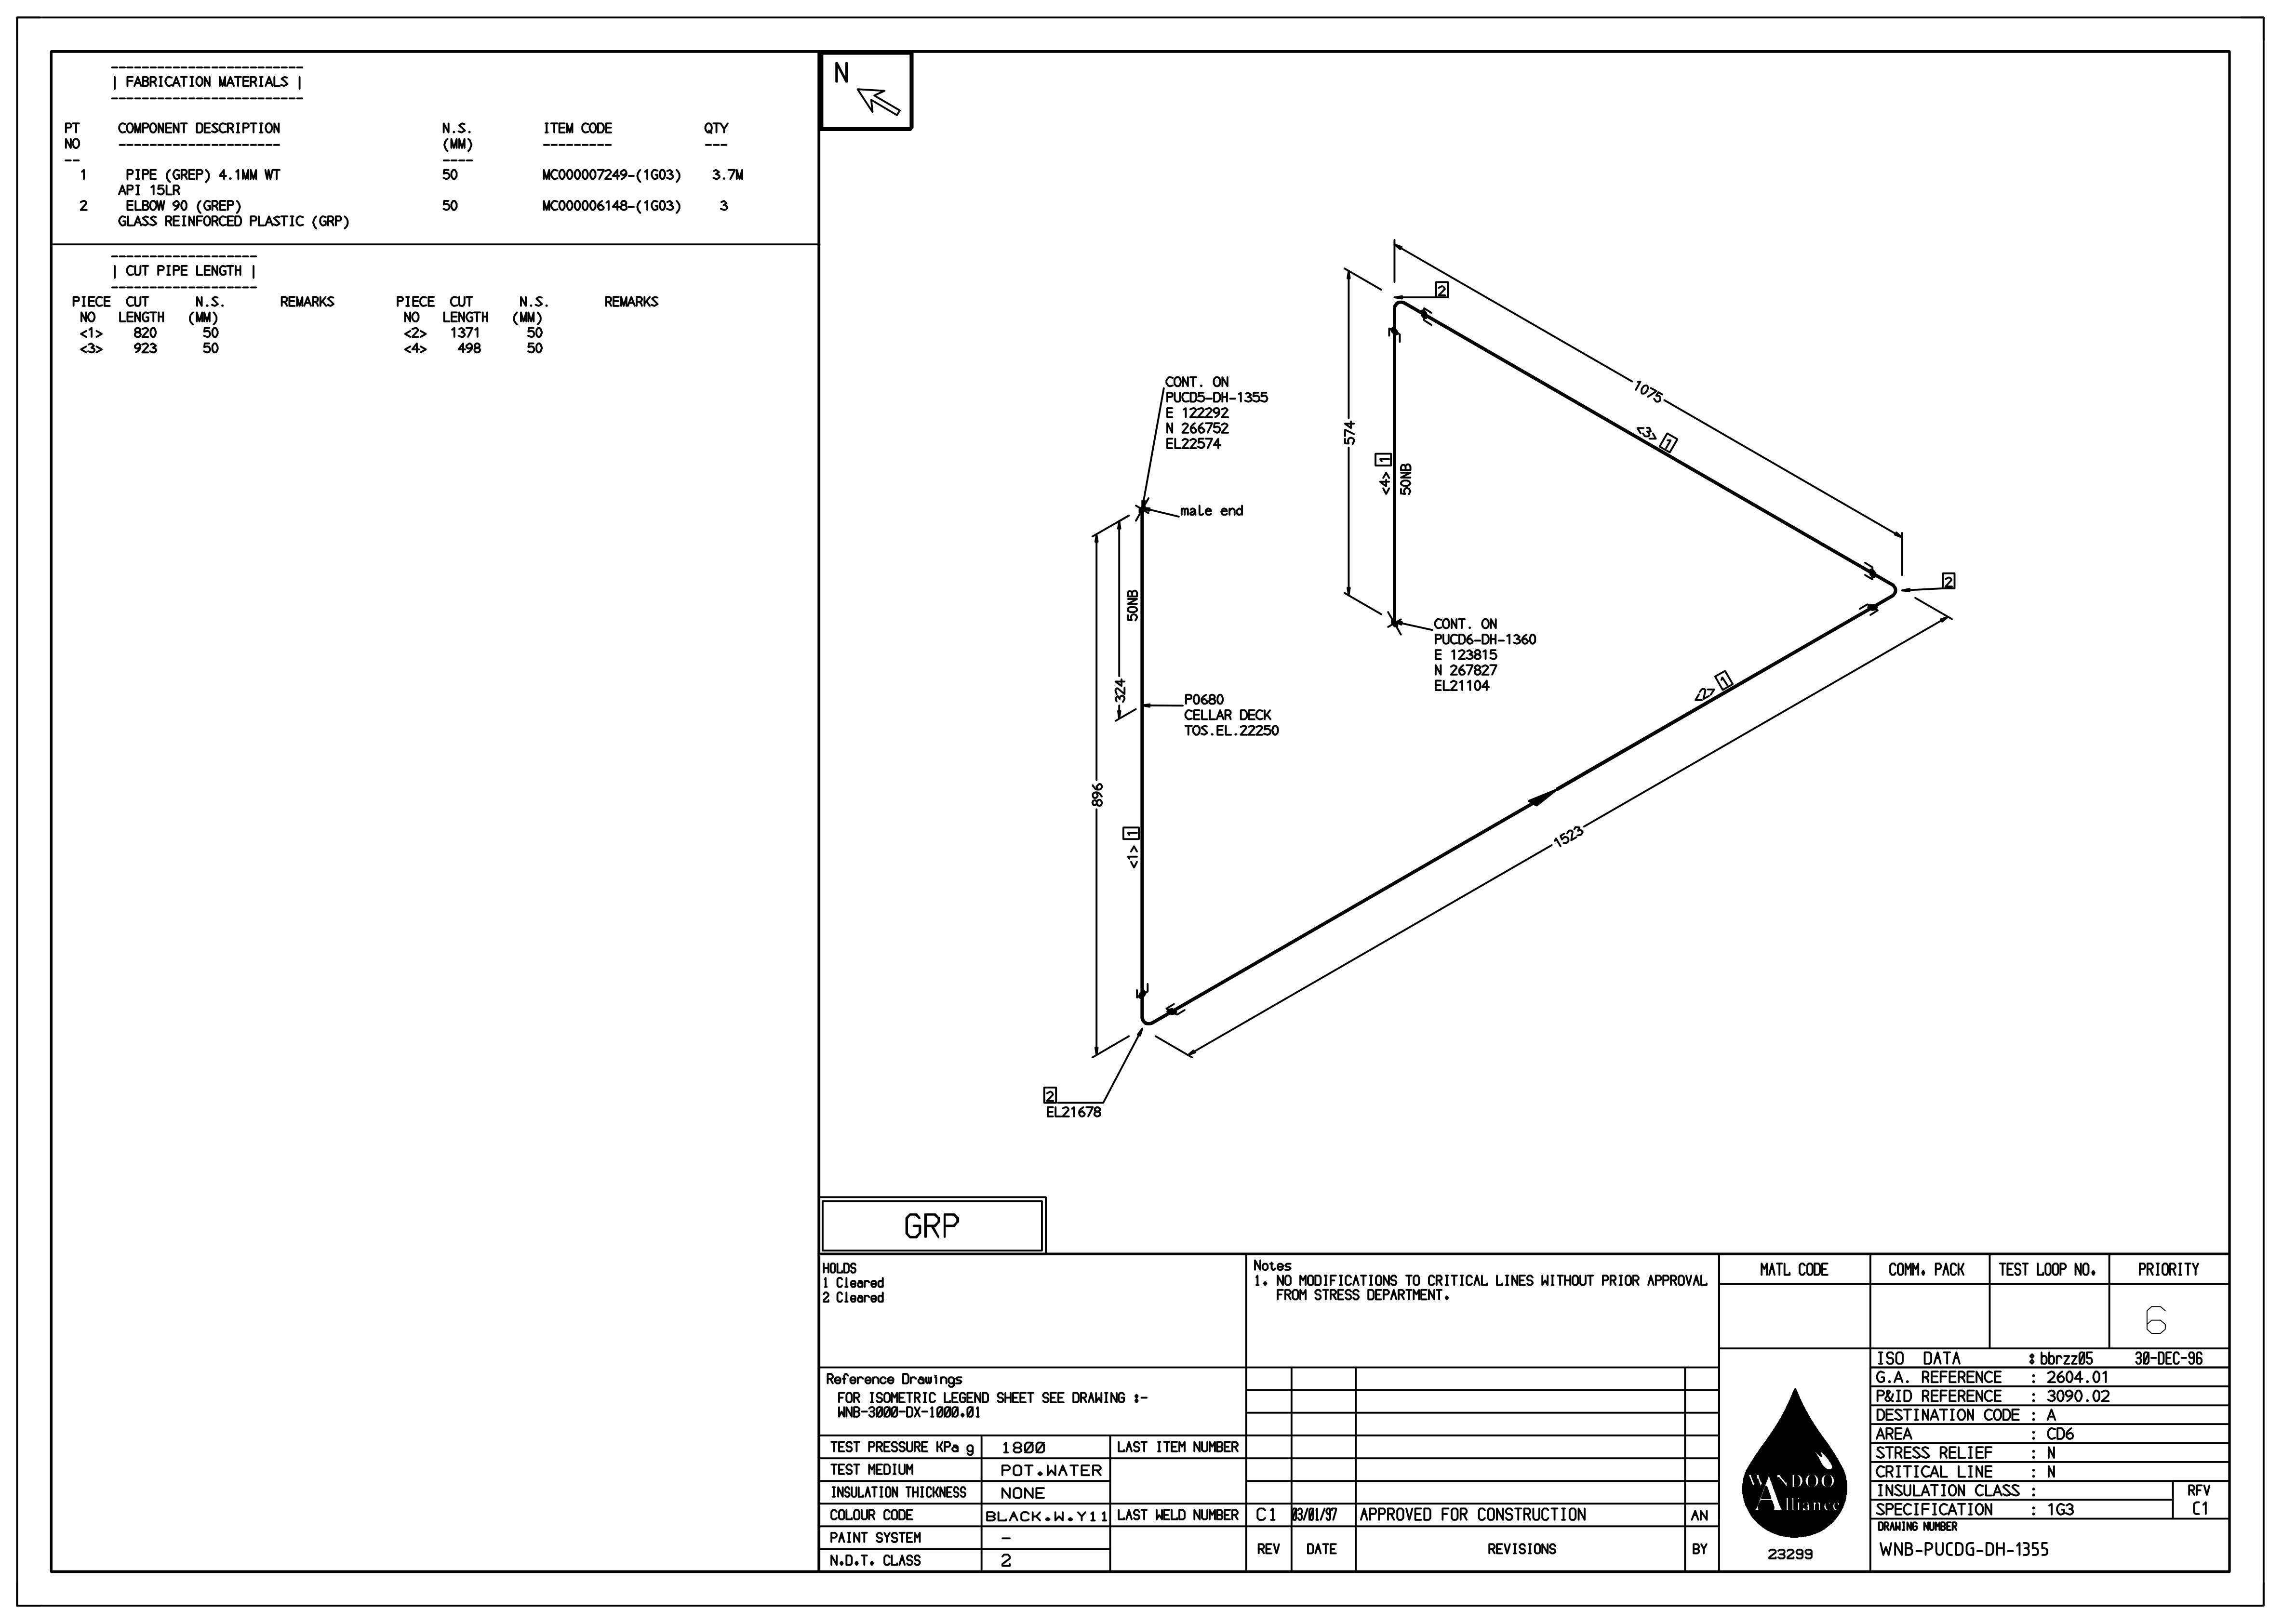 | FABRICATION MATERIALS |
PT NO COMPONENT DESCRIPTION N.S. (MM) ITEM CODE QTY
1 PIPE (GREP) 4.1MM WT 50 MC000007249-(1G03) 3.7M
API 15LR
2 ELBOW 90 (GREP) 50 MC000006148-(1G03) 3
GLASS REINFORCED PLASTIC (GRP)
| CUT PIPE LENGTH |
PIECE CUT N.S. REMARKS PIECE CUT N.S. REMARKS
NO LENGTH (MM) NO LENGTH (MM)
<1> 820 50 <2> 1371 50
<3> 923 50 <4> 498 50
N
2
1075
574
<3> 1
<4> 1
50NB
CONT. ON
PUCD5-DH-1355
E 122292
N 266752
EL22574
male end
50NB
324
2
CONT. ON
PUCD6-DH-1360
E 123815
N 267827
EL21104
<2> 1
P0680
CELLAR DECK
TOS.EL.22250
896
1523
<1> 1
2
EL21678
GRP
HOLDS
1 Cleared
2 Cleared
Notes
1. NO MODIFICATIONS TO CRITICAL LINES WITHOUT PRIOR APPROVAL
FROM STRESS DEPARTMENT.
MATL CODE COMM. PACK TEST LOOP NO. PRIORITY
6
Reference Drawings
FOR ISOMETRIC LEGEND SHEET SEE DRAWING :-
WNB-3000-DX-1000.01
TEST PRESSURE KPa g 1800 LAST ITEM NUMBER
TEST MEDIUM POT.WATER
INSULATION THICKNESS NONE
COLOUR CODE BLACK.W.Y11 LAST WELD NUMBER
PAINT SYSTEM -
N.D.T. CLASS 2
C1 03/01/97 APPROVED FOR CONSTRUCTION AN
REV DATE REVISIONS BY
WANDOO
Alliance
23299
ISO DATA : bbrzz05 30-DEC-96
G.A. REFERENCE : 2604.01
P&ID REFERENCE : 3090.02
DESTINATION CODE : A
AREA : CD6
STRESS RELIEF : N
CRITICAL LINE : N
INSULATION CLASS :
SPECIFICATION : 1G3
RFV
C1
DRAWING NUMBER
WNB-PUCDG-DH-1355